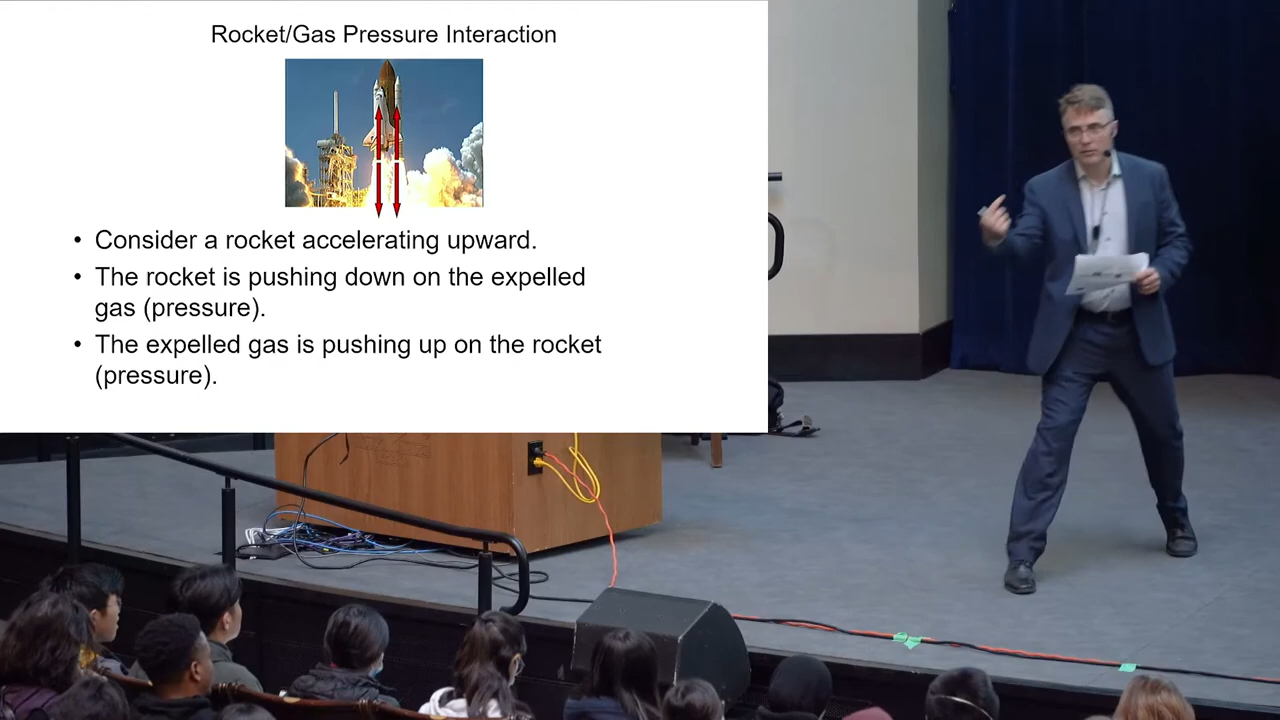 Rocket/Gas Pressure Interaction
• Consider a rocket accelerating upward.
• The rocket is pushing down on the expelled
gas (pressure).
• The expelled gas is pushing up on the rocket
(pressure).